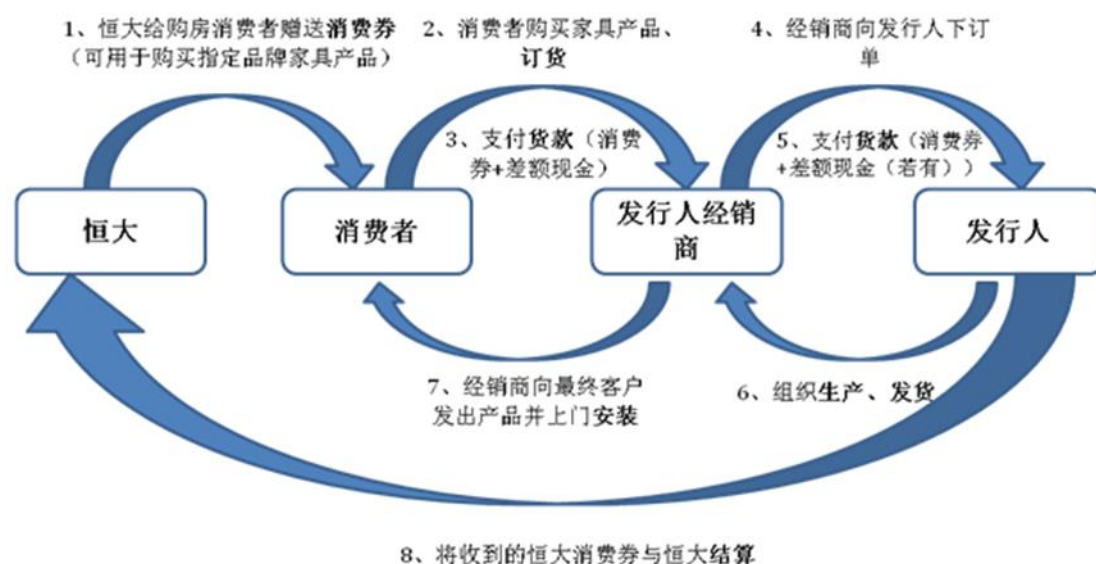 1、恒大给购房消费者赠送消费券
（可用于购买指定品牌家具产品）
2、消费者购买家具产品、
订货
4、经销商向发行人下订
单
3、支付货款（消费
券+差额现金）
5、支付货款（消费券
+差额现金（若有））
恒大
消费者
发行人经销
商
发行人
7、经销商向最终客户
发出产品并上门安装
6、组织生产、发货
8、将收到的恒大消费券与恒大结算